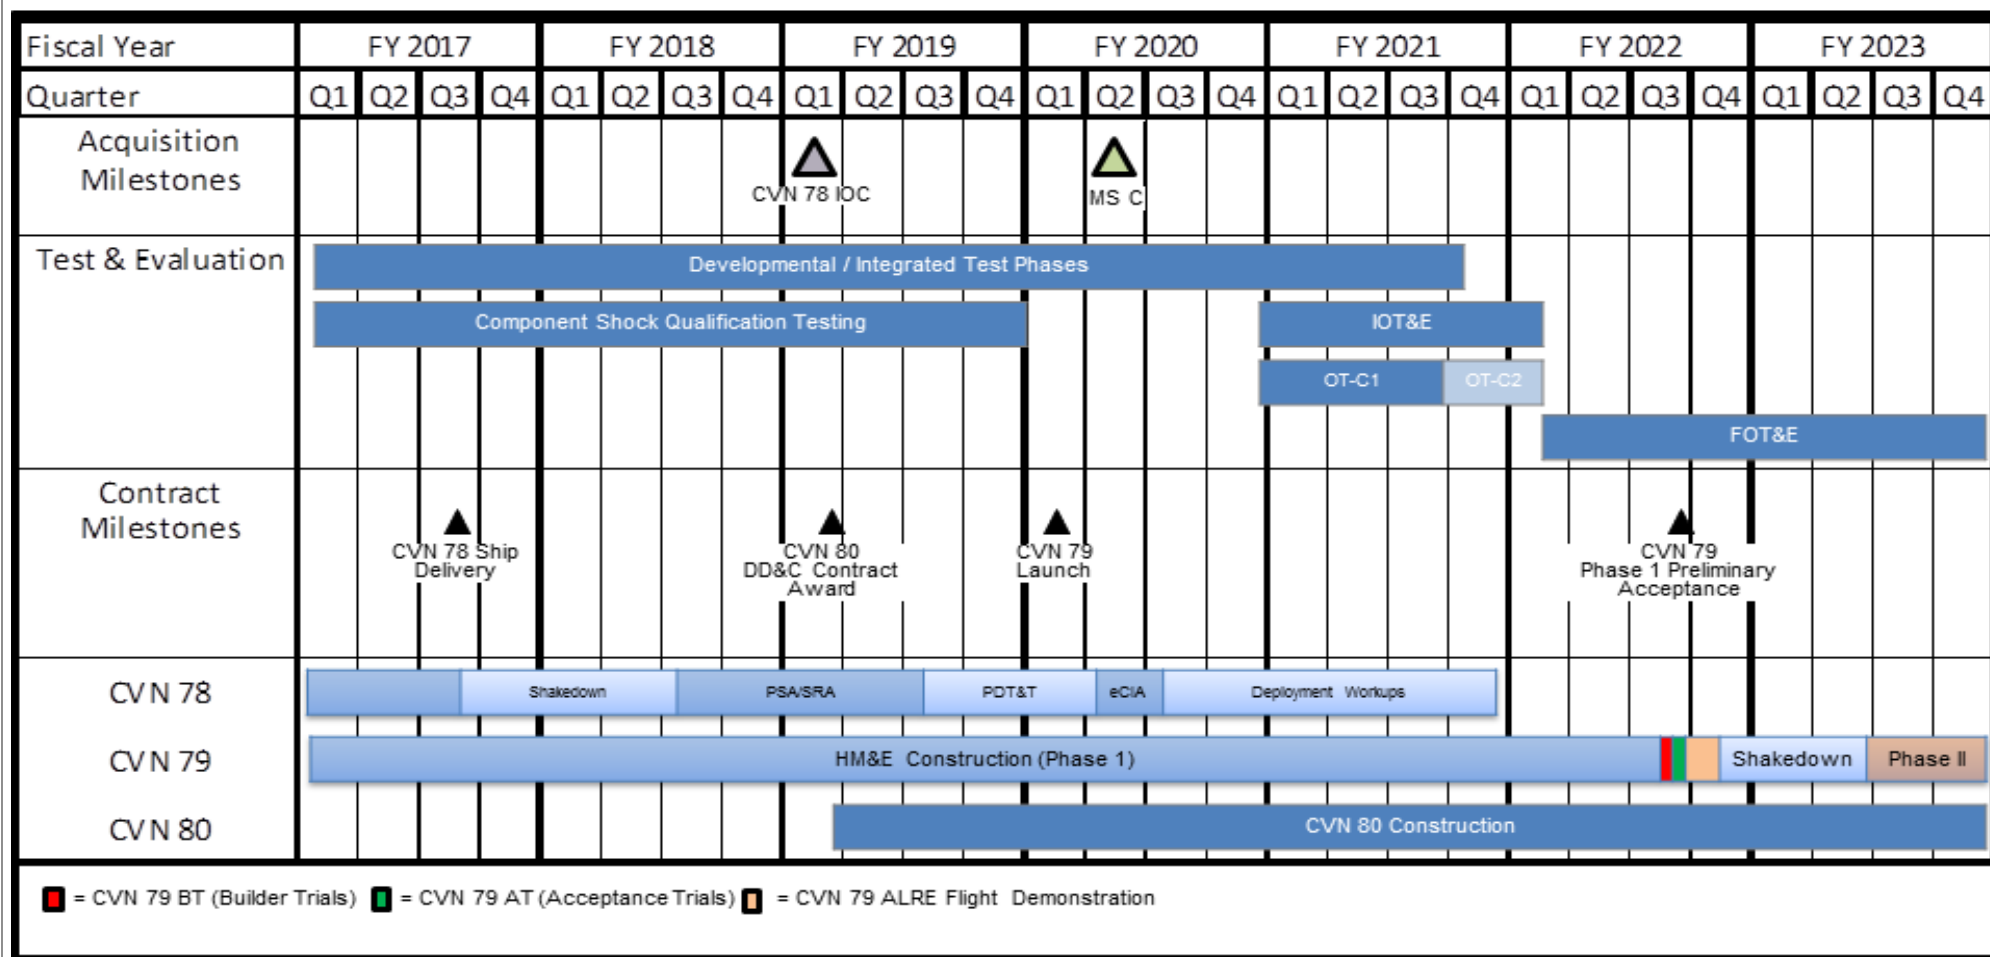 Fiscal Year FY 2017 FY 2018 FY 2019 FY 2020 FY 2021 FY 2022 FY 2023
Quarter Q1 Q2 Q3 Q4 Q1 Q2 Q3 Q4 Q1 Q2 Q3 Q4 Q1 Q2 Q3 Q4 Q1 Q2 Q3 Q4 Q1 Q2 Q3 Q4 Q1 Q2 Q3 Q4
Acquisition
Milestones
CVN 78 IOC
MS C
Test & Evaluation
Developmental / Integrated Test Phases
Component Shock Qualification Testing
IOT&E
OT-C1
OT-C2
FOT&E
Contract
Milestones
CVN 78 Ship
Delivery
CVN 80
DD&C Contract
Award
CVN 79
Launch
CVN 79
Phase 1 Preliminary
Acceptance
CVN 78
Shakedown
PSA/SRA
PDT&T
eCIA
Deployment Workups
CVN 79
HM&E Construction (Phase 1)
Shakedown
Phase II
CVN 80
CVN 80 Construction
= CVN 79 BT (Builder Trials)
= CVN 79 AT (Acceptance Trials)
= CVN 79 ALRE Flight Demonstration